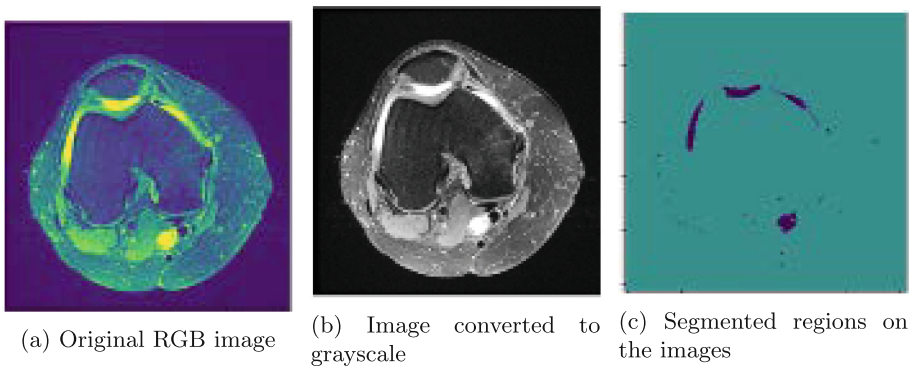 (a) Original RGB image
(b) Image converted to
grayscale
(c) Segmented regions on
the images